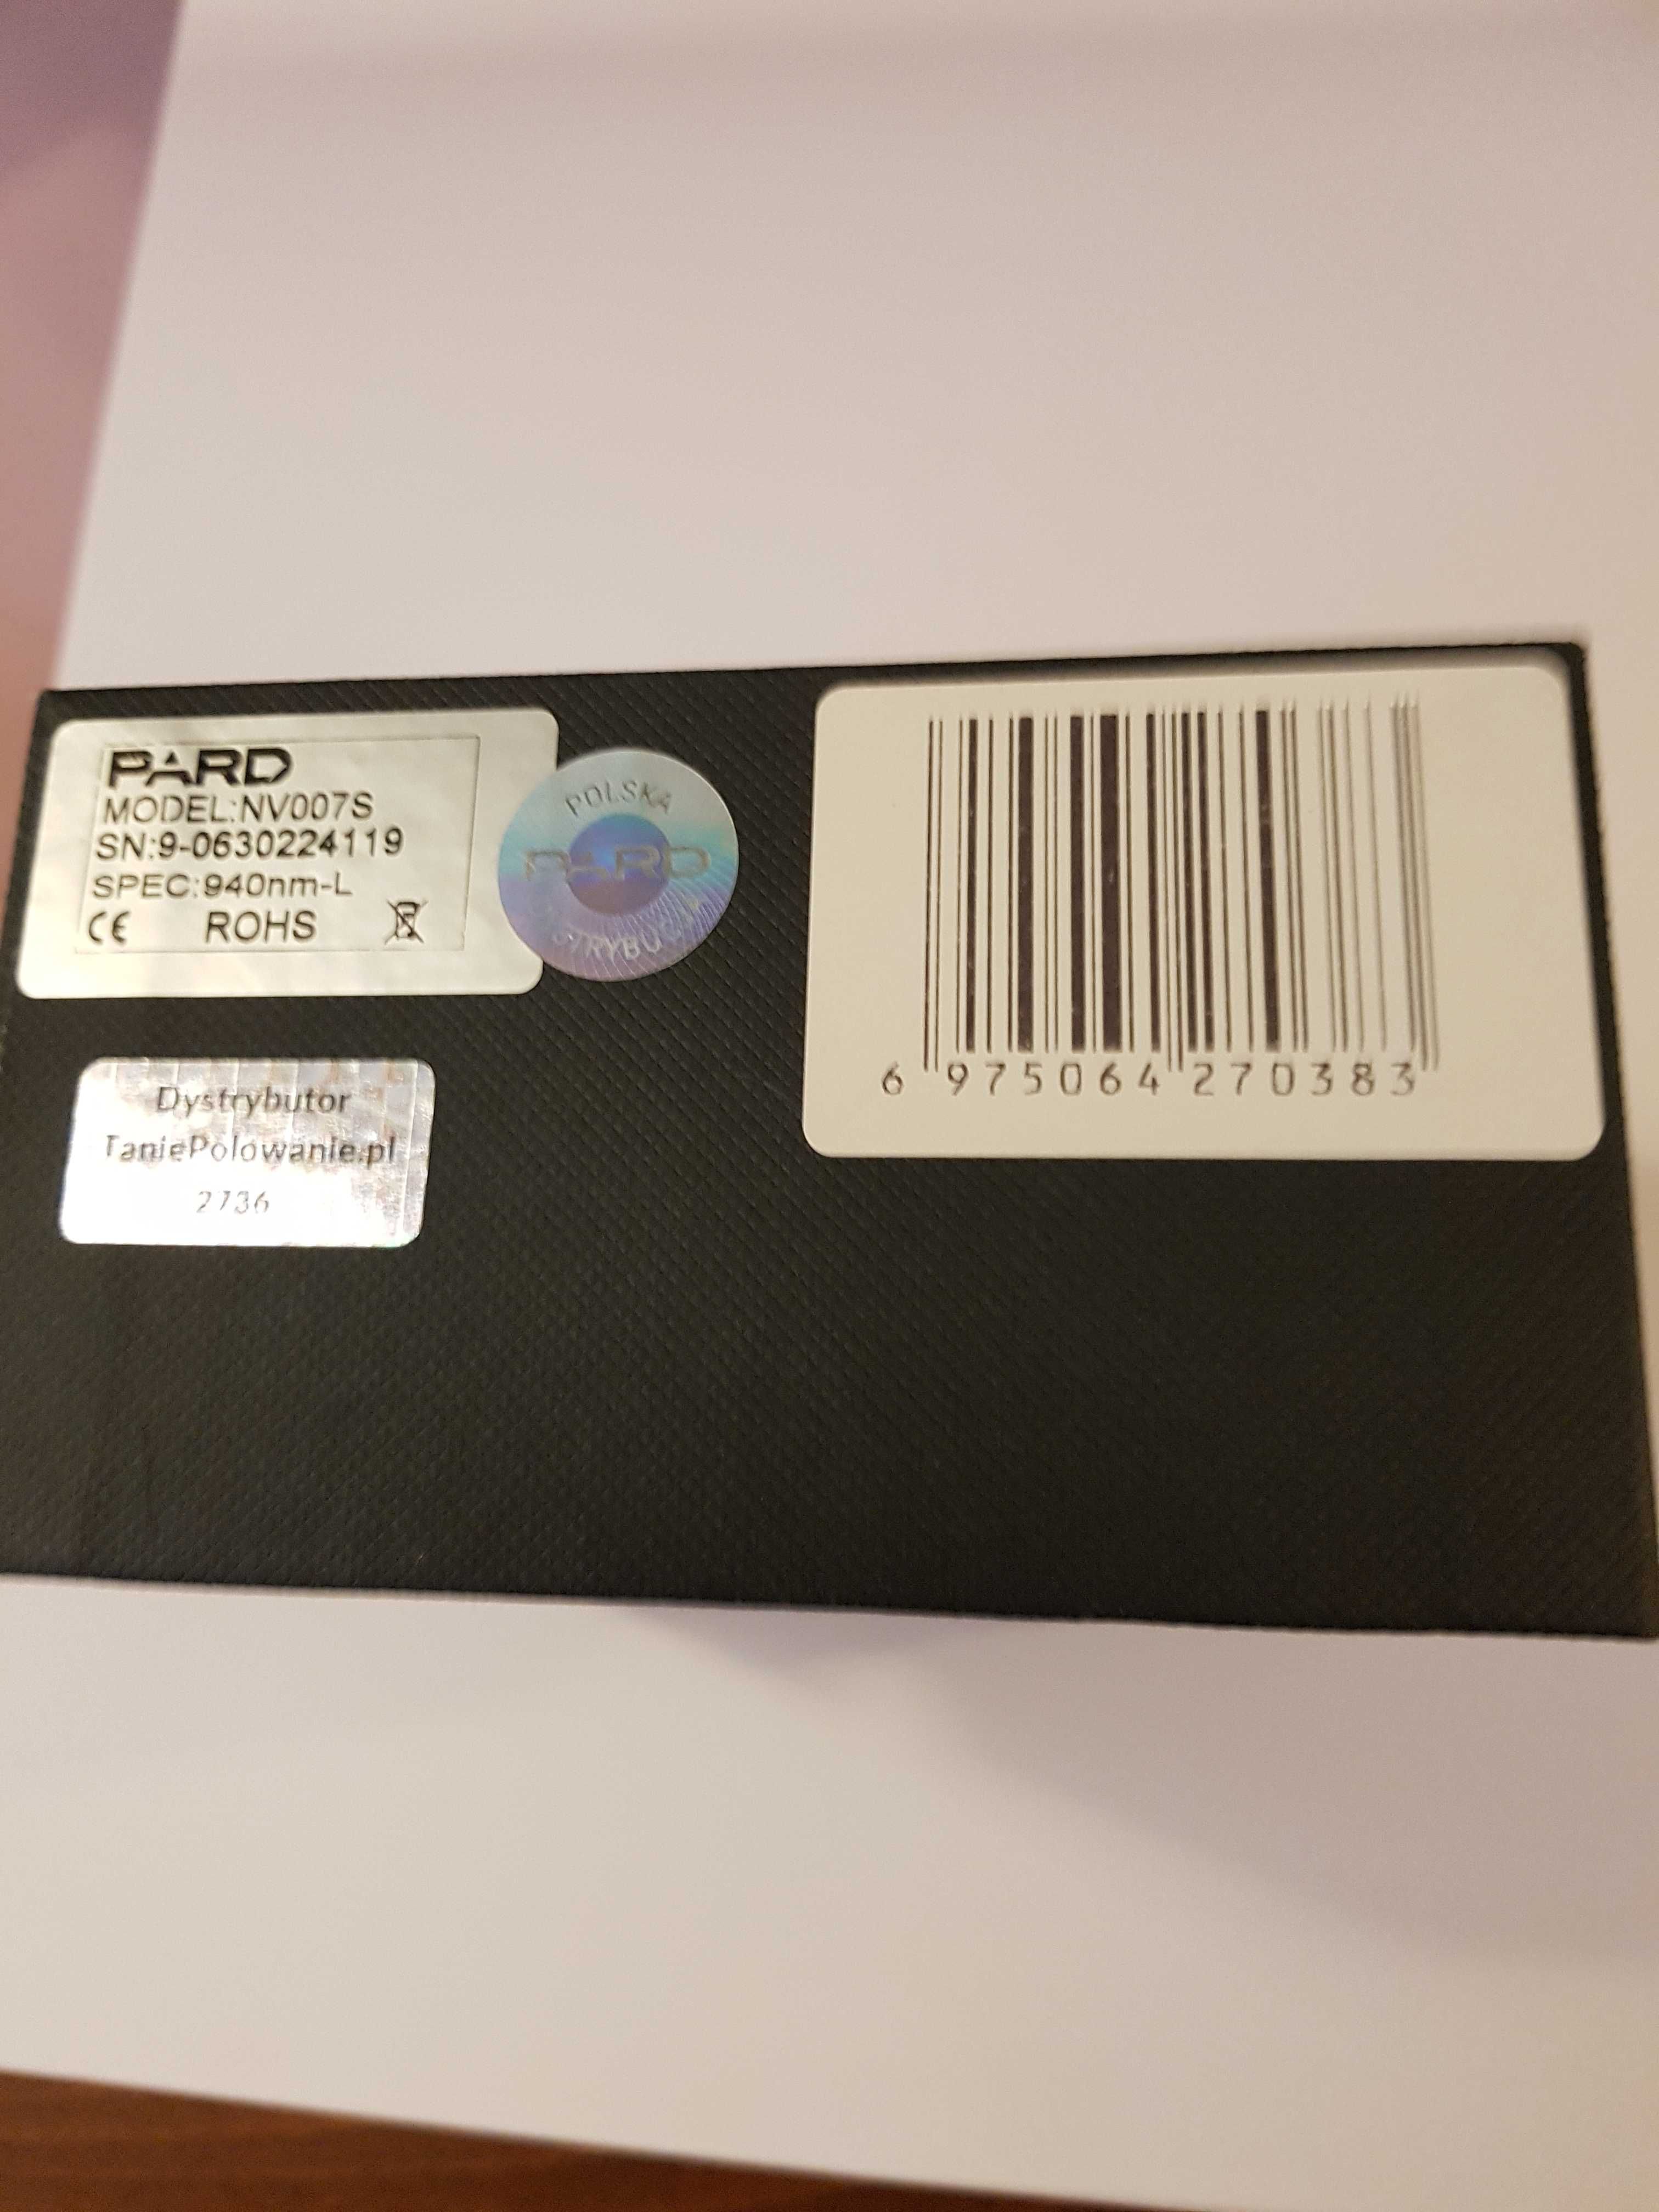 PARD
MODEL:NV007S
SN:9-0630224119
SPEC:940nm-L
CE ROHS
POLSKA
PARD
Dystrybutor
TaniePolowanie.pl
2736
6 975064 270383